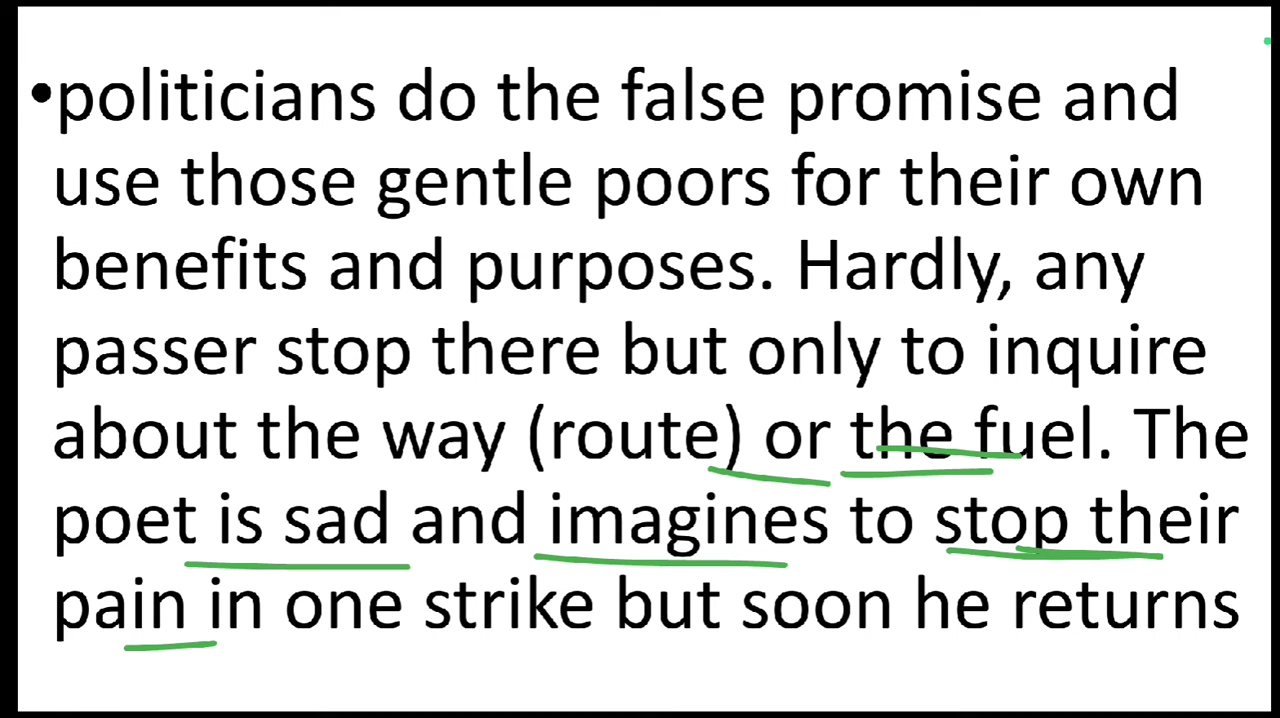 •politicians do the false promise and
use those gentle poors for their own
benefits and purposes. Hardly, any
passer stop there but only to inquire
about the way (route) or the fuel. The
poet is sad and imagines to stop their
pain in one strike but soon he returns